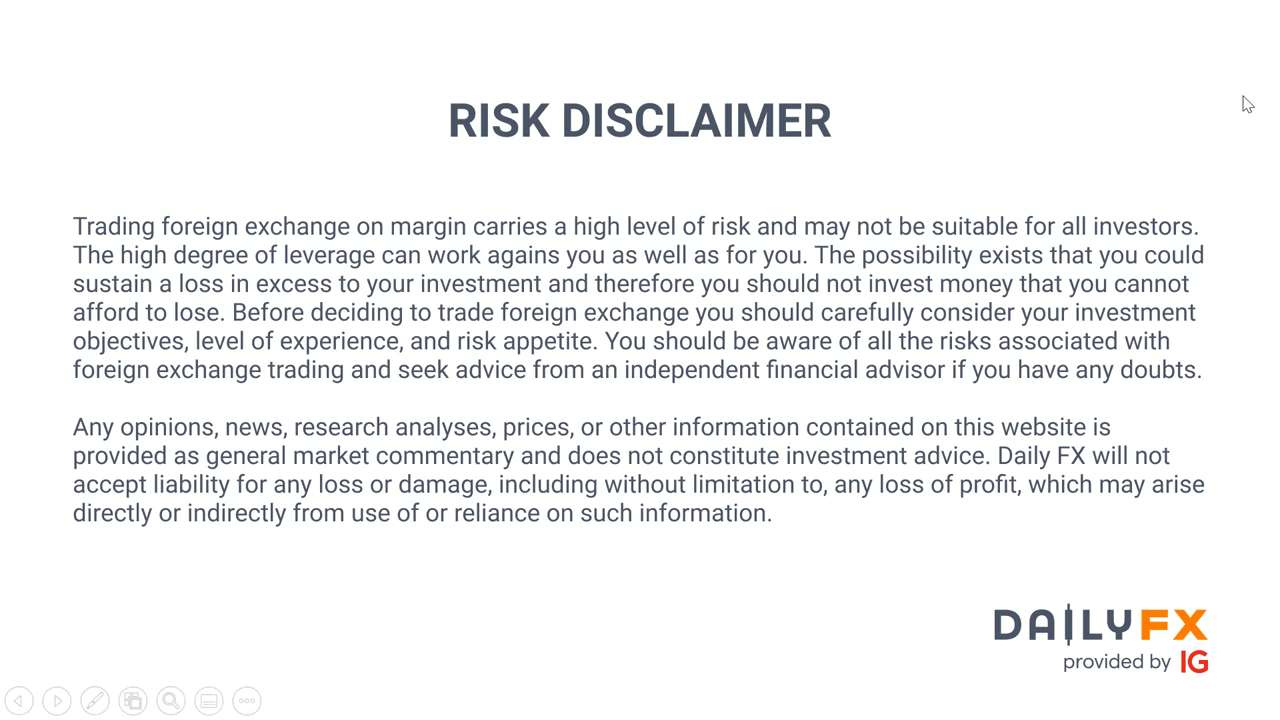 RISK DISCLAIMER
Trading foreign exchange on margin carries a high level of risk and may not be suitable for all investors.
The high degree of leverage can work agains you as well as for you. The possibility exists that you could
sustain a loss in excess to your investment and therefore you should not invest money that you cannot
afford to lose. Before deciding to trade foreign exchange you should carefully consider your investment
objectives, level of experience, and risk appetite. You should be aware of all the risks associated with
foreign exchange trading and seek advice from an independent financial advisor if you have any doubts.
Any opinions, news, research analyses, prices, or other information contained on this website is
provided as general market commentary and does not constitute investment advice. Daily FX will not
accept liability for any loss or damage, including without limitation to, any loss of profit, which may arise
directly or indirectly from use of or reliance on such information.
DAILYFX
provided by IG